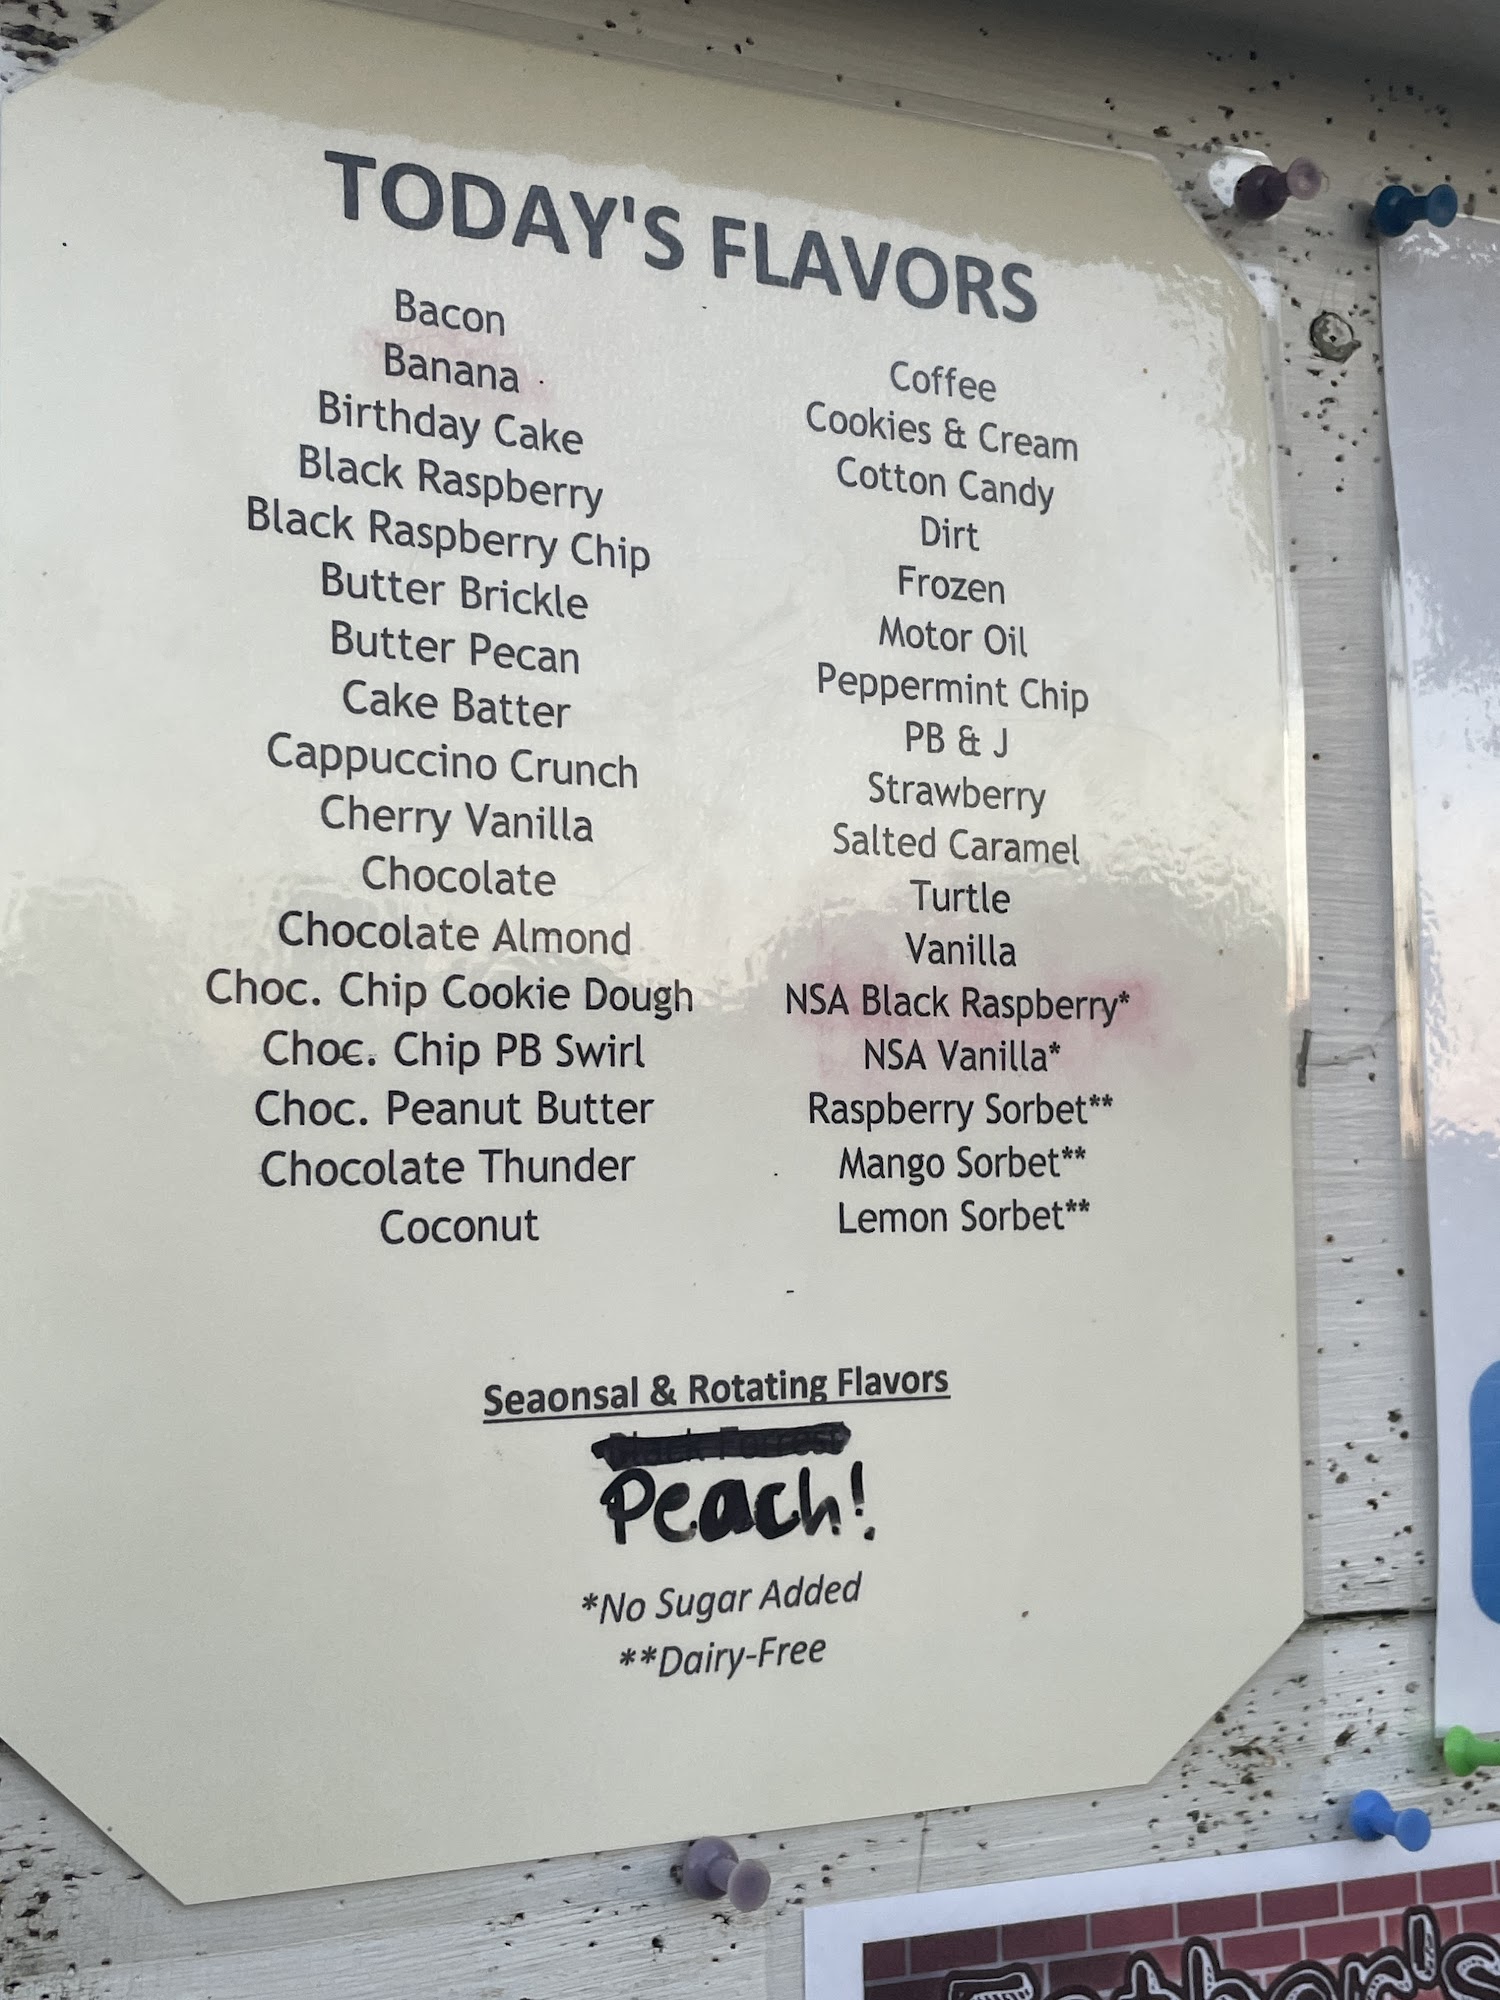 TODAY'S FLAVORS
Bacon
Banana
Birthday Cake
Black Raspberry
Black Raspberry Chip
Butter Brickle
Butter Pecan
Cake Batter
Cappuccino Crunch
Cherry Vanilla
Chocolate
Chocolate Almond
Choc. Chip Cookie Dough
Choc. Chip PB Swirl
Choc. Peanut Butter
Chocolate Thunder
Coconut
Coffee
Cookies & Cream
Cotton Candy
Dirt
Frozen
Motor Oil
Peppermint Chip
PB & J
Strawberry
Salted Caramel
Turtle
Vanilla
NSA Black Raspberry*
NSA Vanilla*
Raspberry Sorbet**
Mango Sorbet**
Lemon Sorbet**
Seaonsal & Rotating Flavors
Black Forrest
Peach!
*No Sugar Added
**Dairy-Free